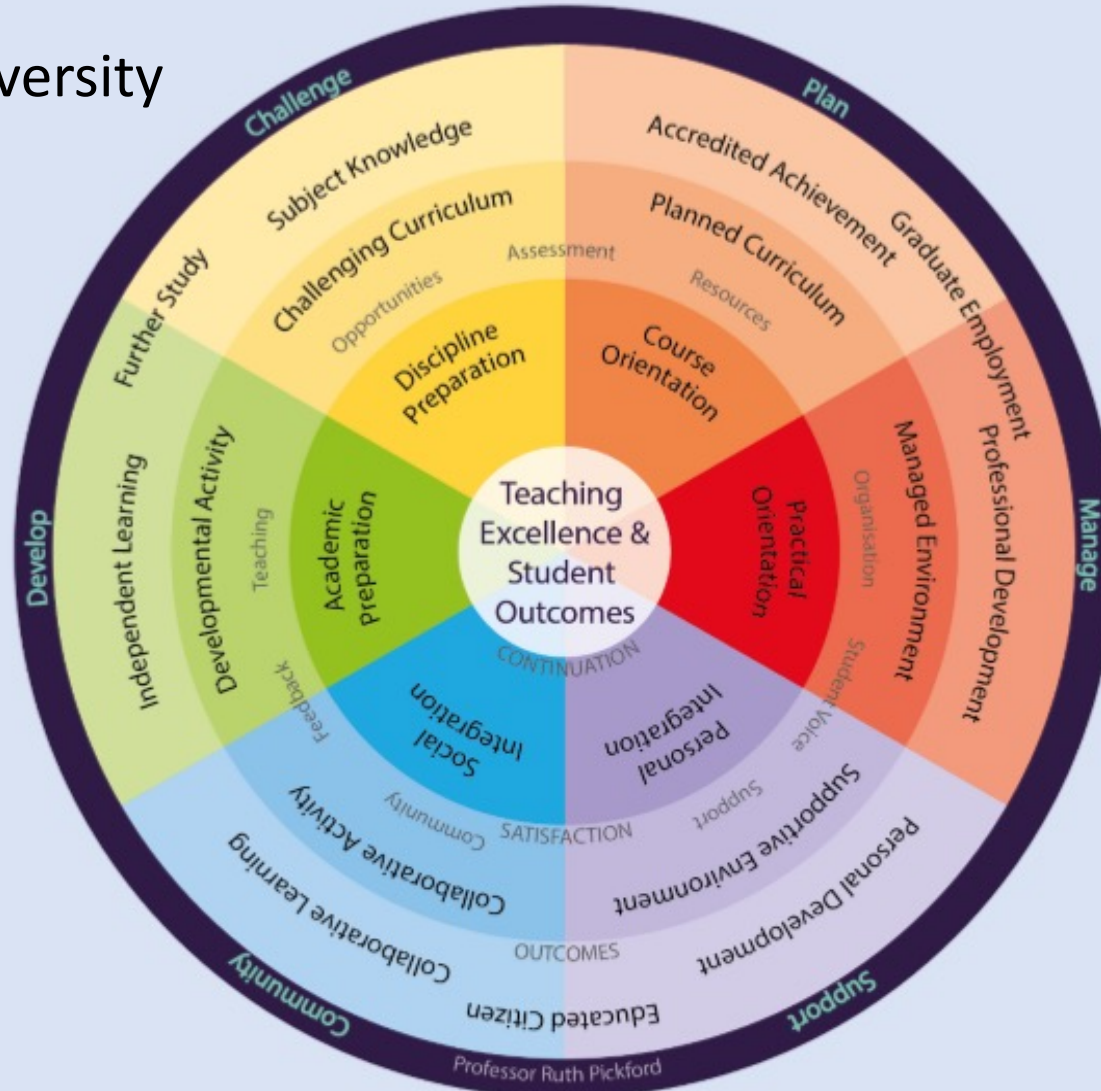 versity
Challenge
Plan
Manage
Support
Community
Develop
Subject Knowledge
Accredited Achievement
Graduate Employment
Professional Development
Personal Development
Educated Citizen
Collaborative Learning
Independent Learning
Further Study
Challenging Curriculum
Planned Curriculum
Managed Environment
Supportive Environment
Collaborative Activity
Developmental Activity
Assessment
Resources
Organisation
Student Voice
Support
Community
Feedback
Teaching
Opportunities
Discipline
Preparation
Course
Orientation
Practical
Orientation
Personal
Integration
Social
Integration
Academic
Preparation
Teaching
Excellence &
Student
Outcomes
CONTINUATION
SATISFACTION
OUTCOMES
Professor Ruth Pickford